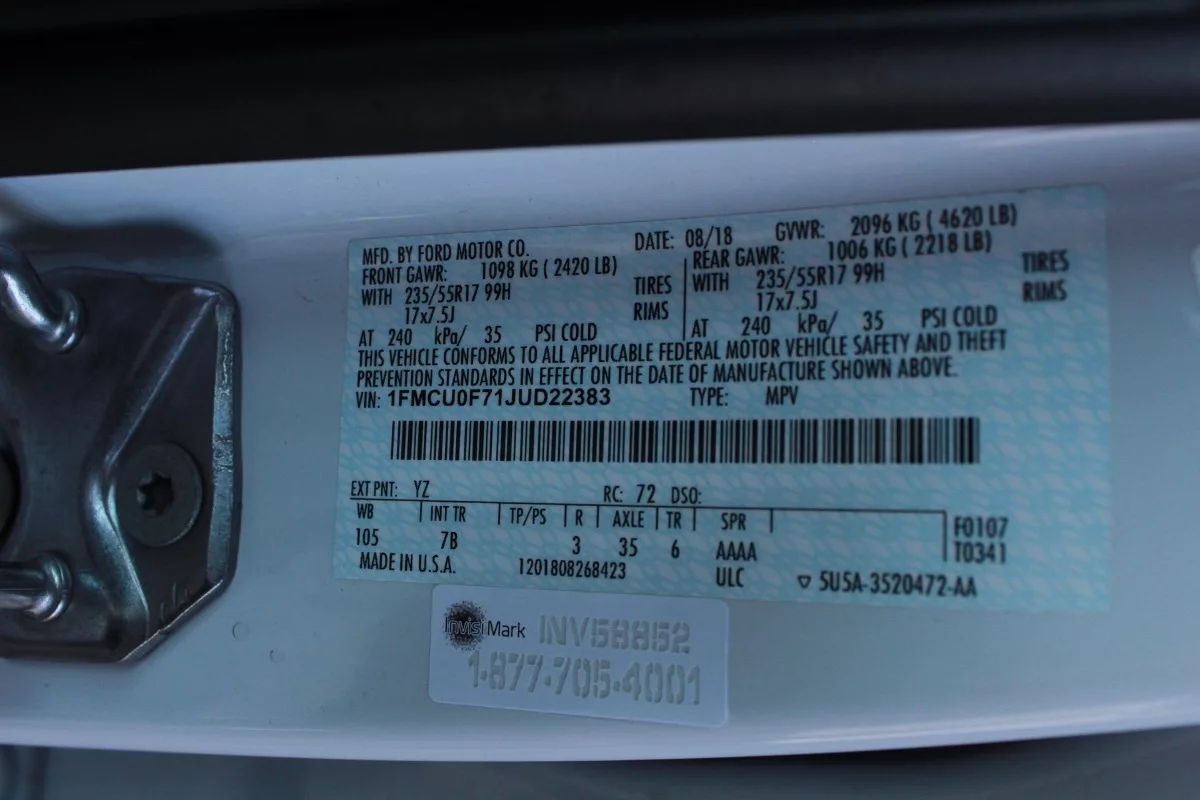 MFD. BY FORD MOTOR CO. DATE: 08/18 GVWR: 2096 KG ( 4620 LB)
FRONT GAWR: 1098 KG ( 2420 LB) REAR GAWR: 1006 KG ( 2218 LB)
WITH 235/55R17 99H TIRES WITH 235/55R17 99H TIRES
17x7.5J RIMS 17x7.5J RIMS
AT 240 kPa/ 35 PSI COLD AT 240 kPa/ 35 PSI COLD
THIS VEHICLE CONFORMS TO ALL APPLICABLE FEDERAL MOTOR VEHICLE SAFETY AND THEFT
PREVENTION STANDARDS IN EFFECT ON THE DATE OF MANUFACTURE SHOWN ABOVE.
VIN: 1FMCU0F71JUD22383 TYPE: MPV
EXT PNT: YZ RC: 72 DSO:
WB INT TR TP/PS R AXLE TR SPR F0107
105 7B 3 35 6 AAAA T0341
MADE IN U.S.A. 1201808268423 ULC 5U5A-3520472-AA
InvisiMark INV58852
1-877-705-4001